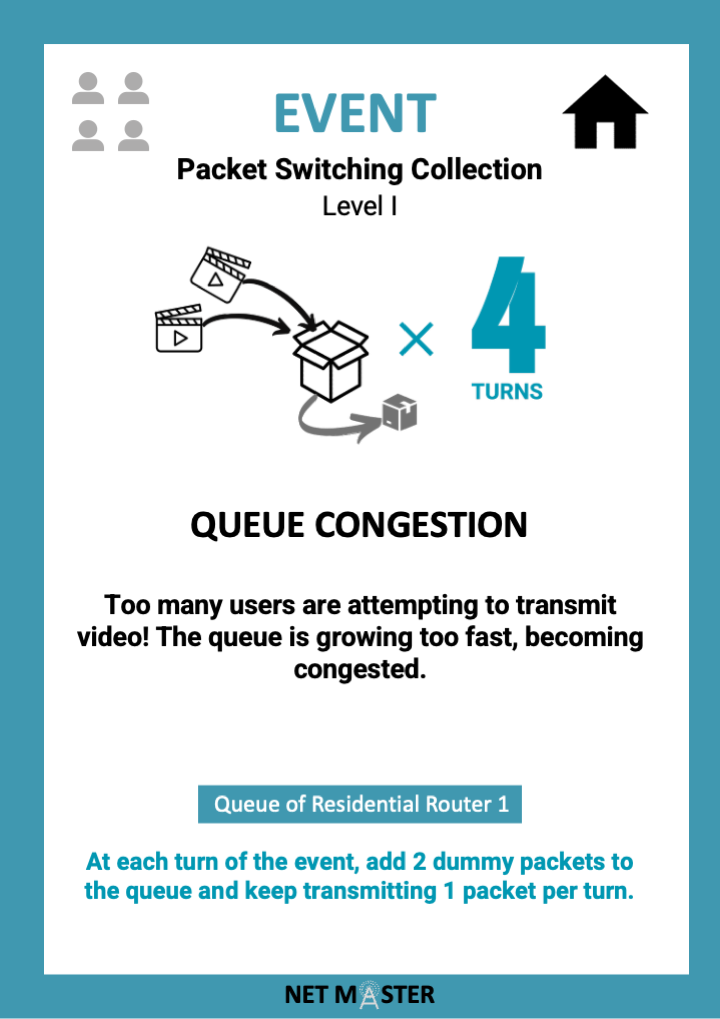 EVENT
Packet Switching Collection
Level I
× 4
TURNS
QUEUE CONGESTION
Too many users are attempting to transmit
video! The queue is growing too fast, becoming
congested.
Queue of Residential Router 1
At each turn of the event, add 2 dummy packets to
the queue and keep transmitting 1 packet per turn.
NET MASTER